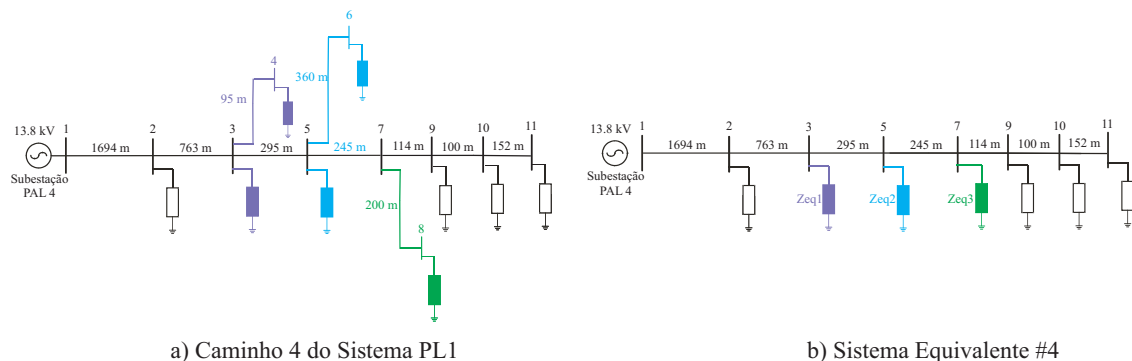 6
4
360 m
95 m
13.8 kV
1 2 3 5 7 9 10 11
1694 m 763 m 295 m 245 m 114 m 100 m 152 m
Subestação
PAL 4
200 m
8
a) Caminho 4 do Sistema PL1
13.8 kV
1 2 3 5 7 9 10 11
1694 m 763 m 295 m 245 m 114 m 100 m 152 m
Subestação
PAL 4
Zeq1 Zeq2 Zeq3
b) Sistema Equivalente #4